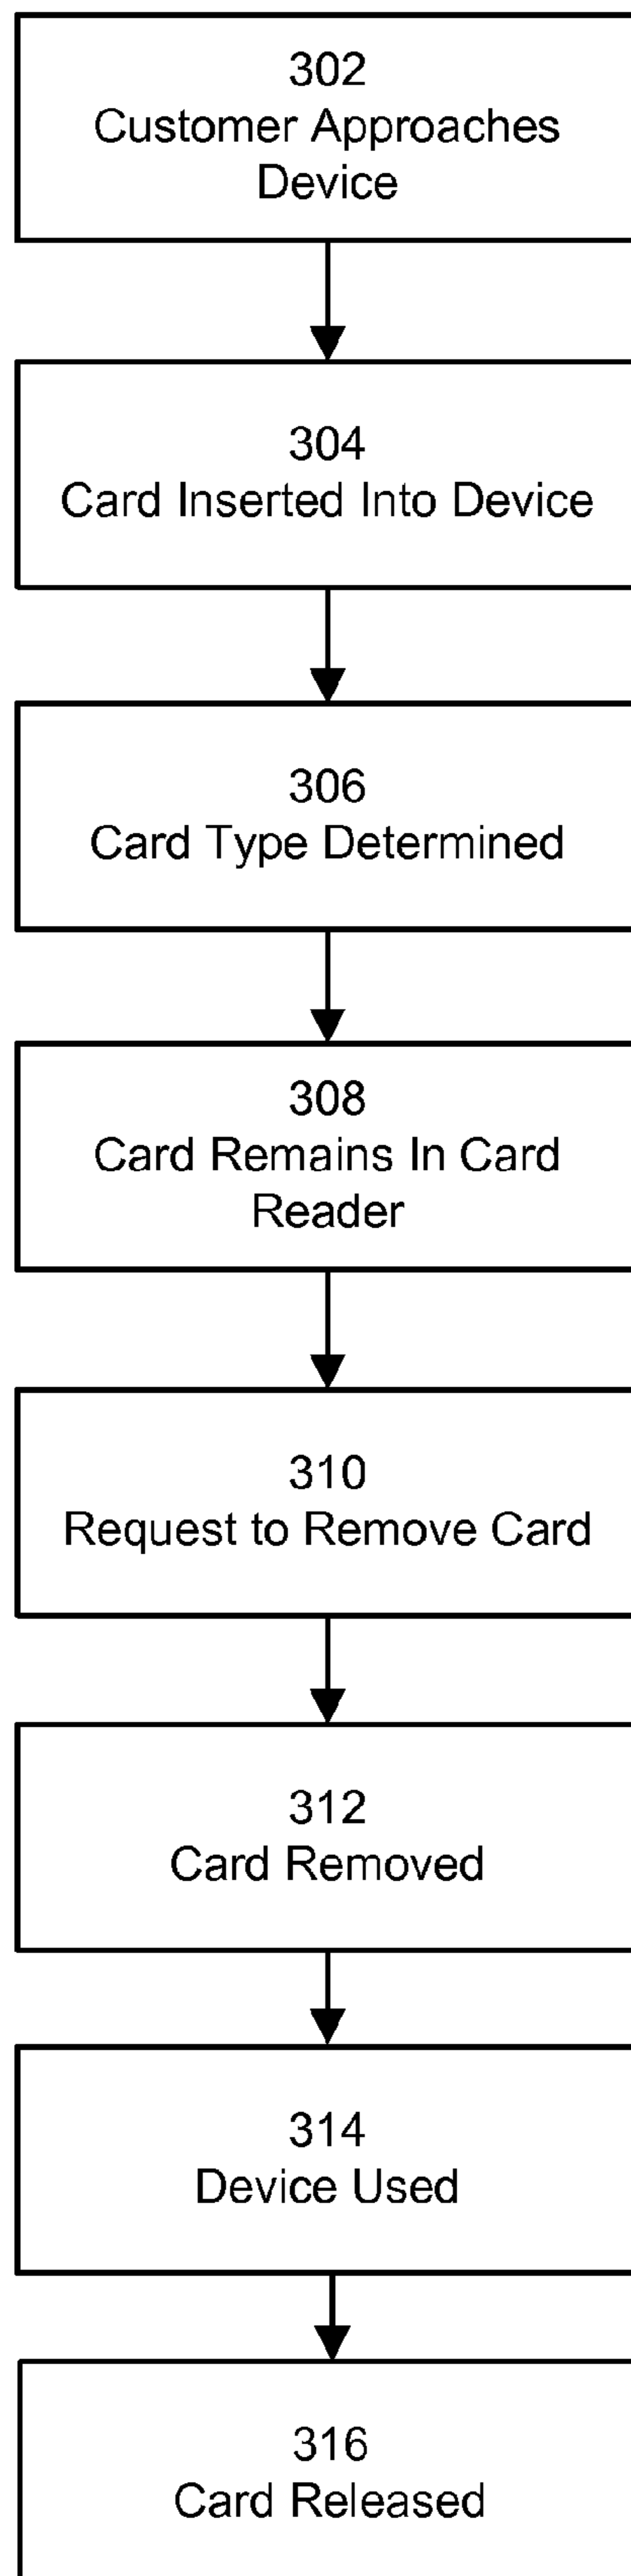 302
Customer Approaches
Device
304
Card Inserted Into Device
306
Card Type Determined
308
Card Remains In Card
Reader
310
Request to Remove Card
312
Card Removed
314
Device Used
316
Card Released